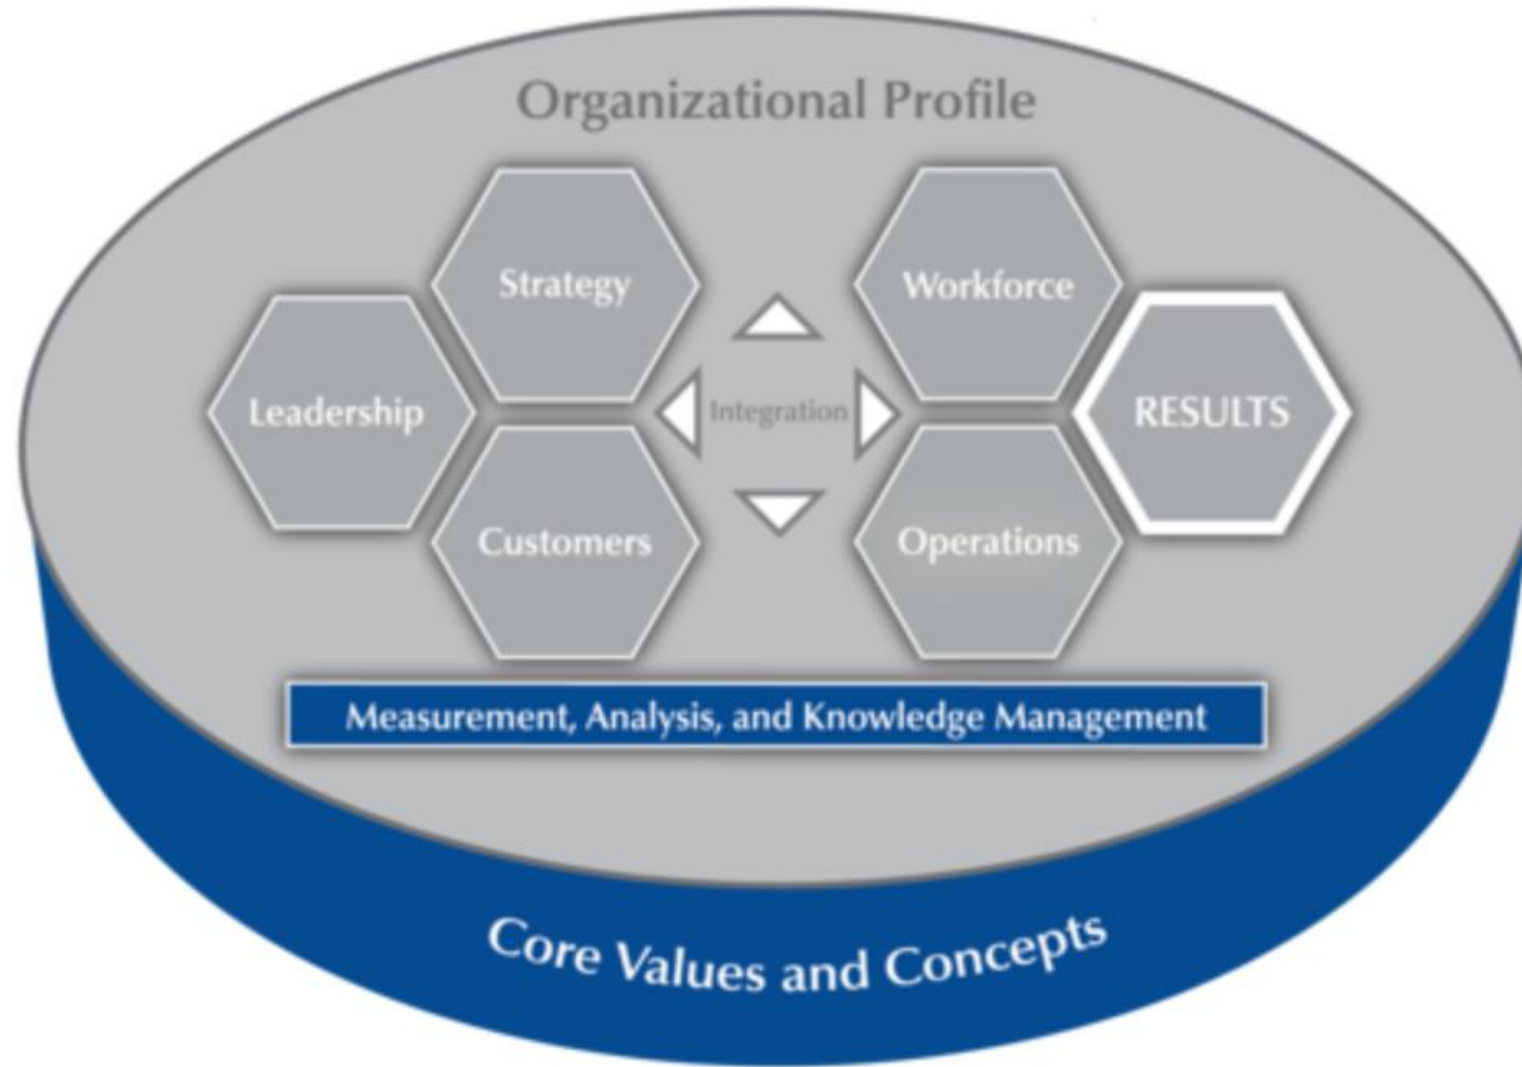 Organizational Profile
Strategy
Workforce
Leadership
Integration
RESULTS
Customers
Operations
Measurement, Analysis, and Knowledge Management
Core Values and Concepts